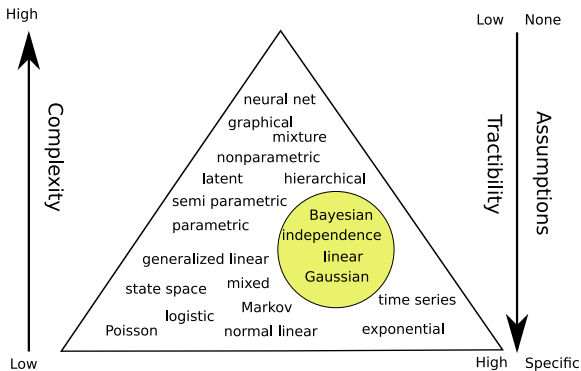 High
Low
None
Complexity
Tractibility
Assumptions
neural net
graphical
mixture
nonparametric
latent
hierarchical
semi parametric
parametric
Bayesian
independence
linear
Gaussian
generalized linear
state space
mixed
time series
Markov
logistic
Poisson
normal linear
exponential
Low
High
Specific